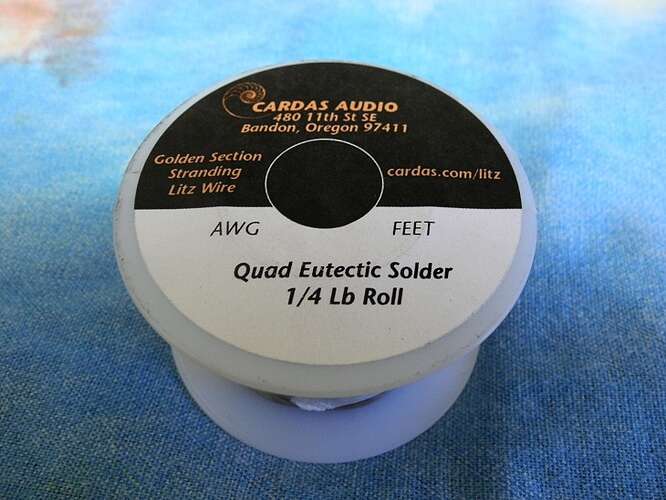 CARDAS AUDIO
480 11th St SE
Bandon, Oregon 97411
Golden Section
Stranding
Litz Wire
cardas.com/litz
AWG FEET
Quad Eutectic Solder
1/4 Lb Roll